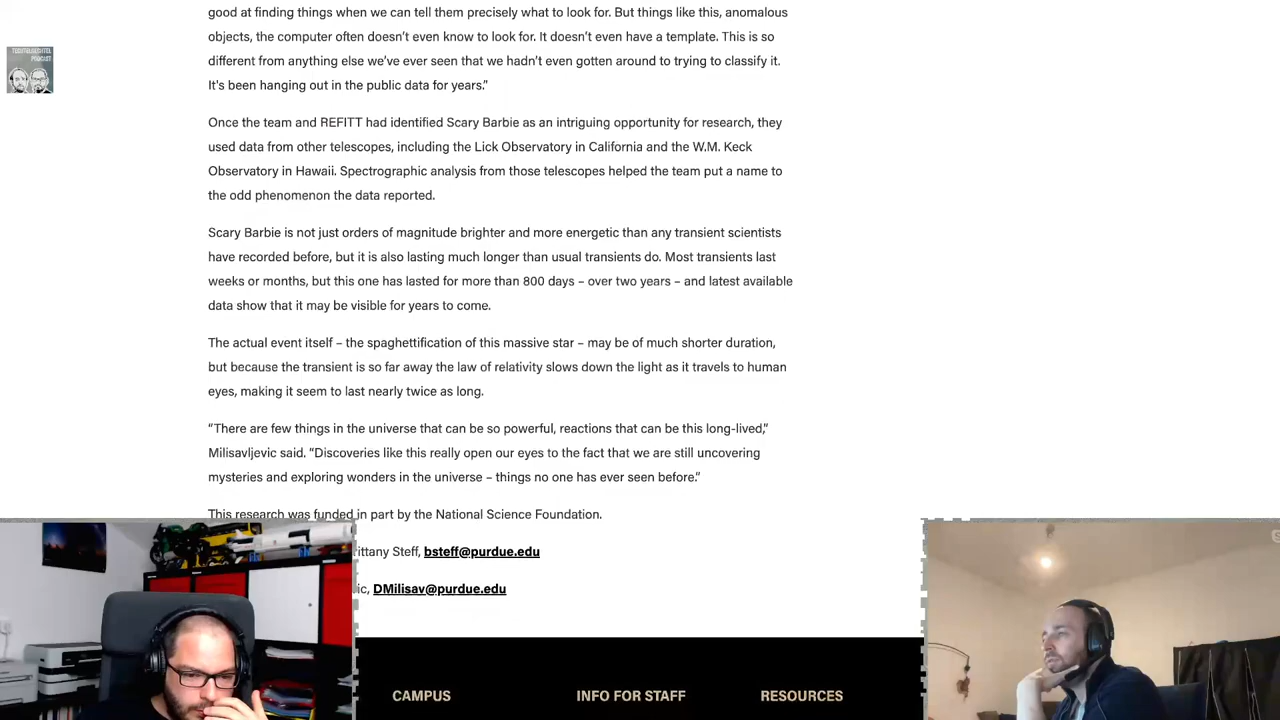 good at finding things when we can tell them precisely what to look for. But things like this, anomalous
objects, the computer often doesn’t even know to look for. It doesn’t even have a template. This is so
different from anything else we’ve ever seen that we hadn’t even gotten around to trying to classify it.
It's been hanging out in the public data for years.”
PODCAST
Once the team and REFITT had identified Scary Barbie as an intriguing opportunity for research, they
used data from other telescopes, including the Lick Observatory in California and the W.M. Keck
Observatory in Hawaii. Spectrographic analysis from those telescopes helped the team put a name to
the odd phenomenon the data reported.
Scary Barbie is not just orders of magnitude brighter and more energetic than any transient scientists
have recorded before, but it is also lasting much longer than usual transients do. Most transients last
weeks or months, but this one has lasted for more than 800 days – over two years – and latest available
data show that it may be visible for years to come.
The actual event itself – the spaghettification of this massive star – may be of much shorter duration,
but because the transient is so far away the law of relativity slows down the light as it travels to human
eyes, making it seem to last nearly twice as long.
“There are few things in the universe that can be so powerful, reactions that can be this long-lived,”
Milisavljevic said. “Discoveries like this really open our eyes to the fact that we are still uncovering
mysteries and exploring wonders in the universe – things no one has ever seen before.”
This research was funded in part by the National Science Foundation.
rittany Steff, bsteff@purdue.edu
ic, DMilisav@purdue.edu
CAMPUS
INFO FOR STAFF
RESOURCES